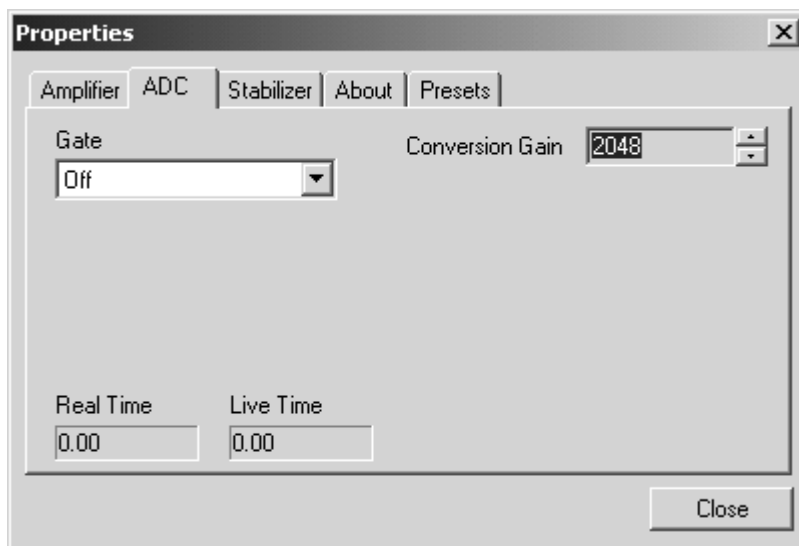 Properties
Amplifier ADC Stabilizer About Presets
Gate Conversion Gain 2048
Off
Real Time Live Time
0.00 0.00
Close